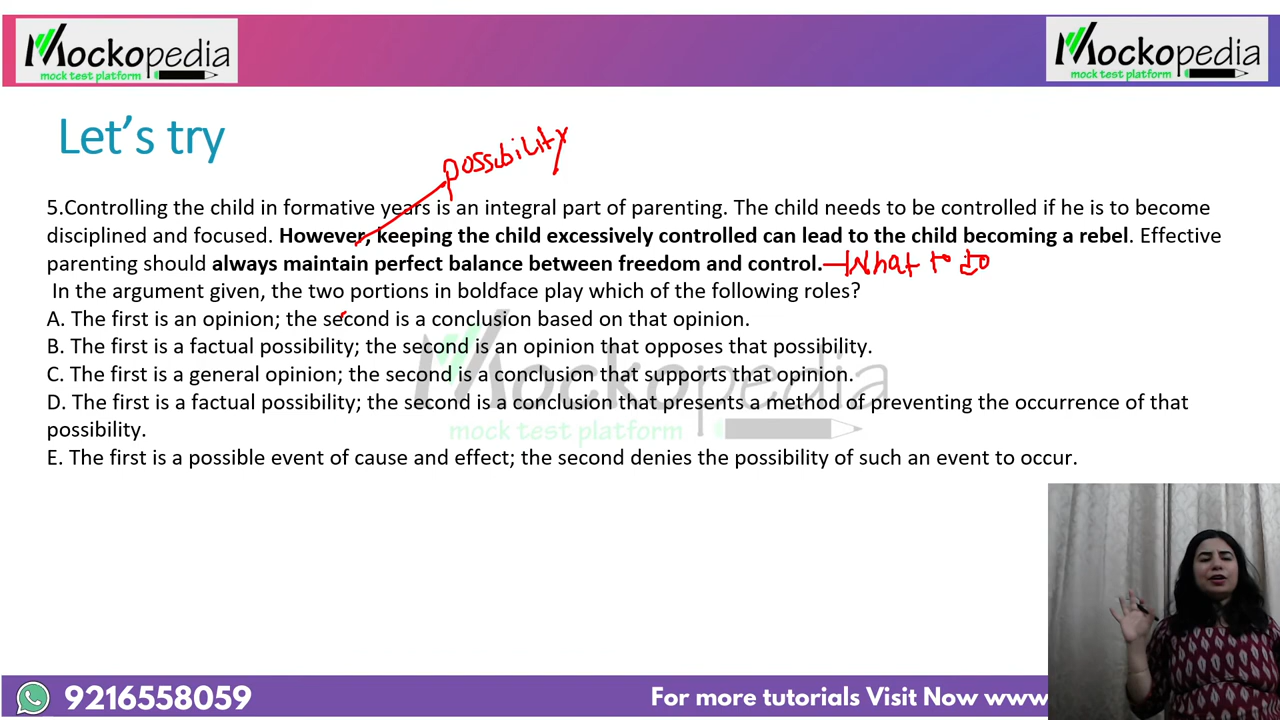 Mockopedia
mock test platform
Mockopedia
mock test platform
Let's try
possibility
5.Controlling the child in formative years is an integral part of parenting. The child needs to be controlled if he is to become
disciplined and focused. However, keeping the child excessively controlled can lead to the child becoming a rebel. Effective
parenting should always maintain perfect balance between freedom and control. What to do
In the argument given, the two portions in boldface play which of the following roles?
A. The first is an opinion; the second is a conclusion based on that opinion.
B. The first is a factual possibility; the second is an opinion that opposes that possibility.
C. The first is a general opinion; the second is a conclusion that supports that opinion.
D. The first is a factual possibility; the second is a conclusion that presents a method of preventing the occurrence of that
possibility.
E. The first is a possible event of cause and effect; the second denies the possibility of such an event to occur.
Mockopedia
mock test platform
9216558059
For more tutorials Visit Now www.